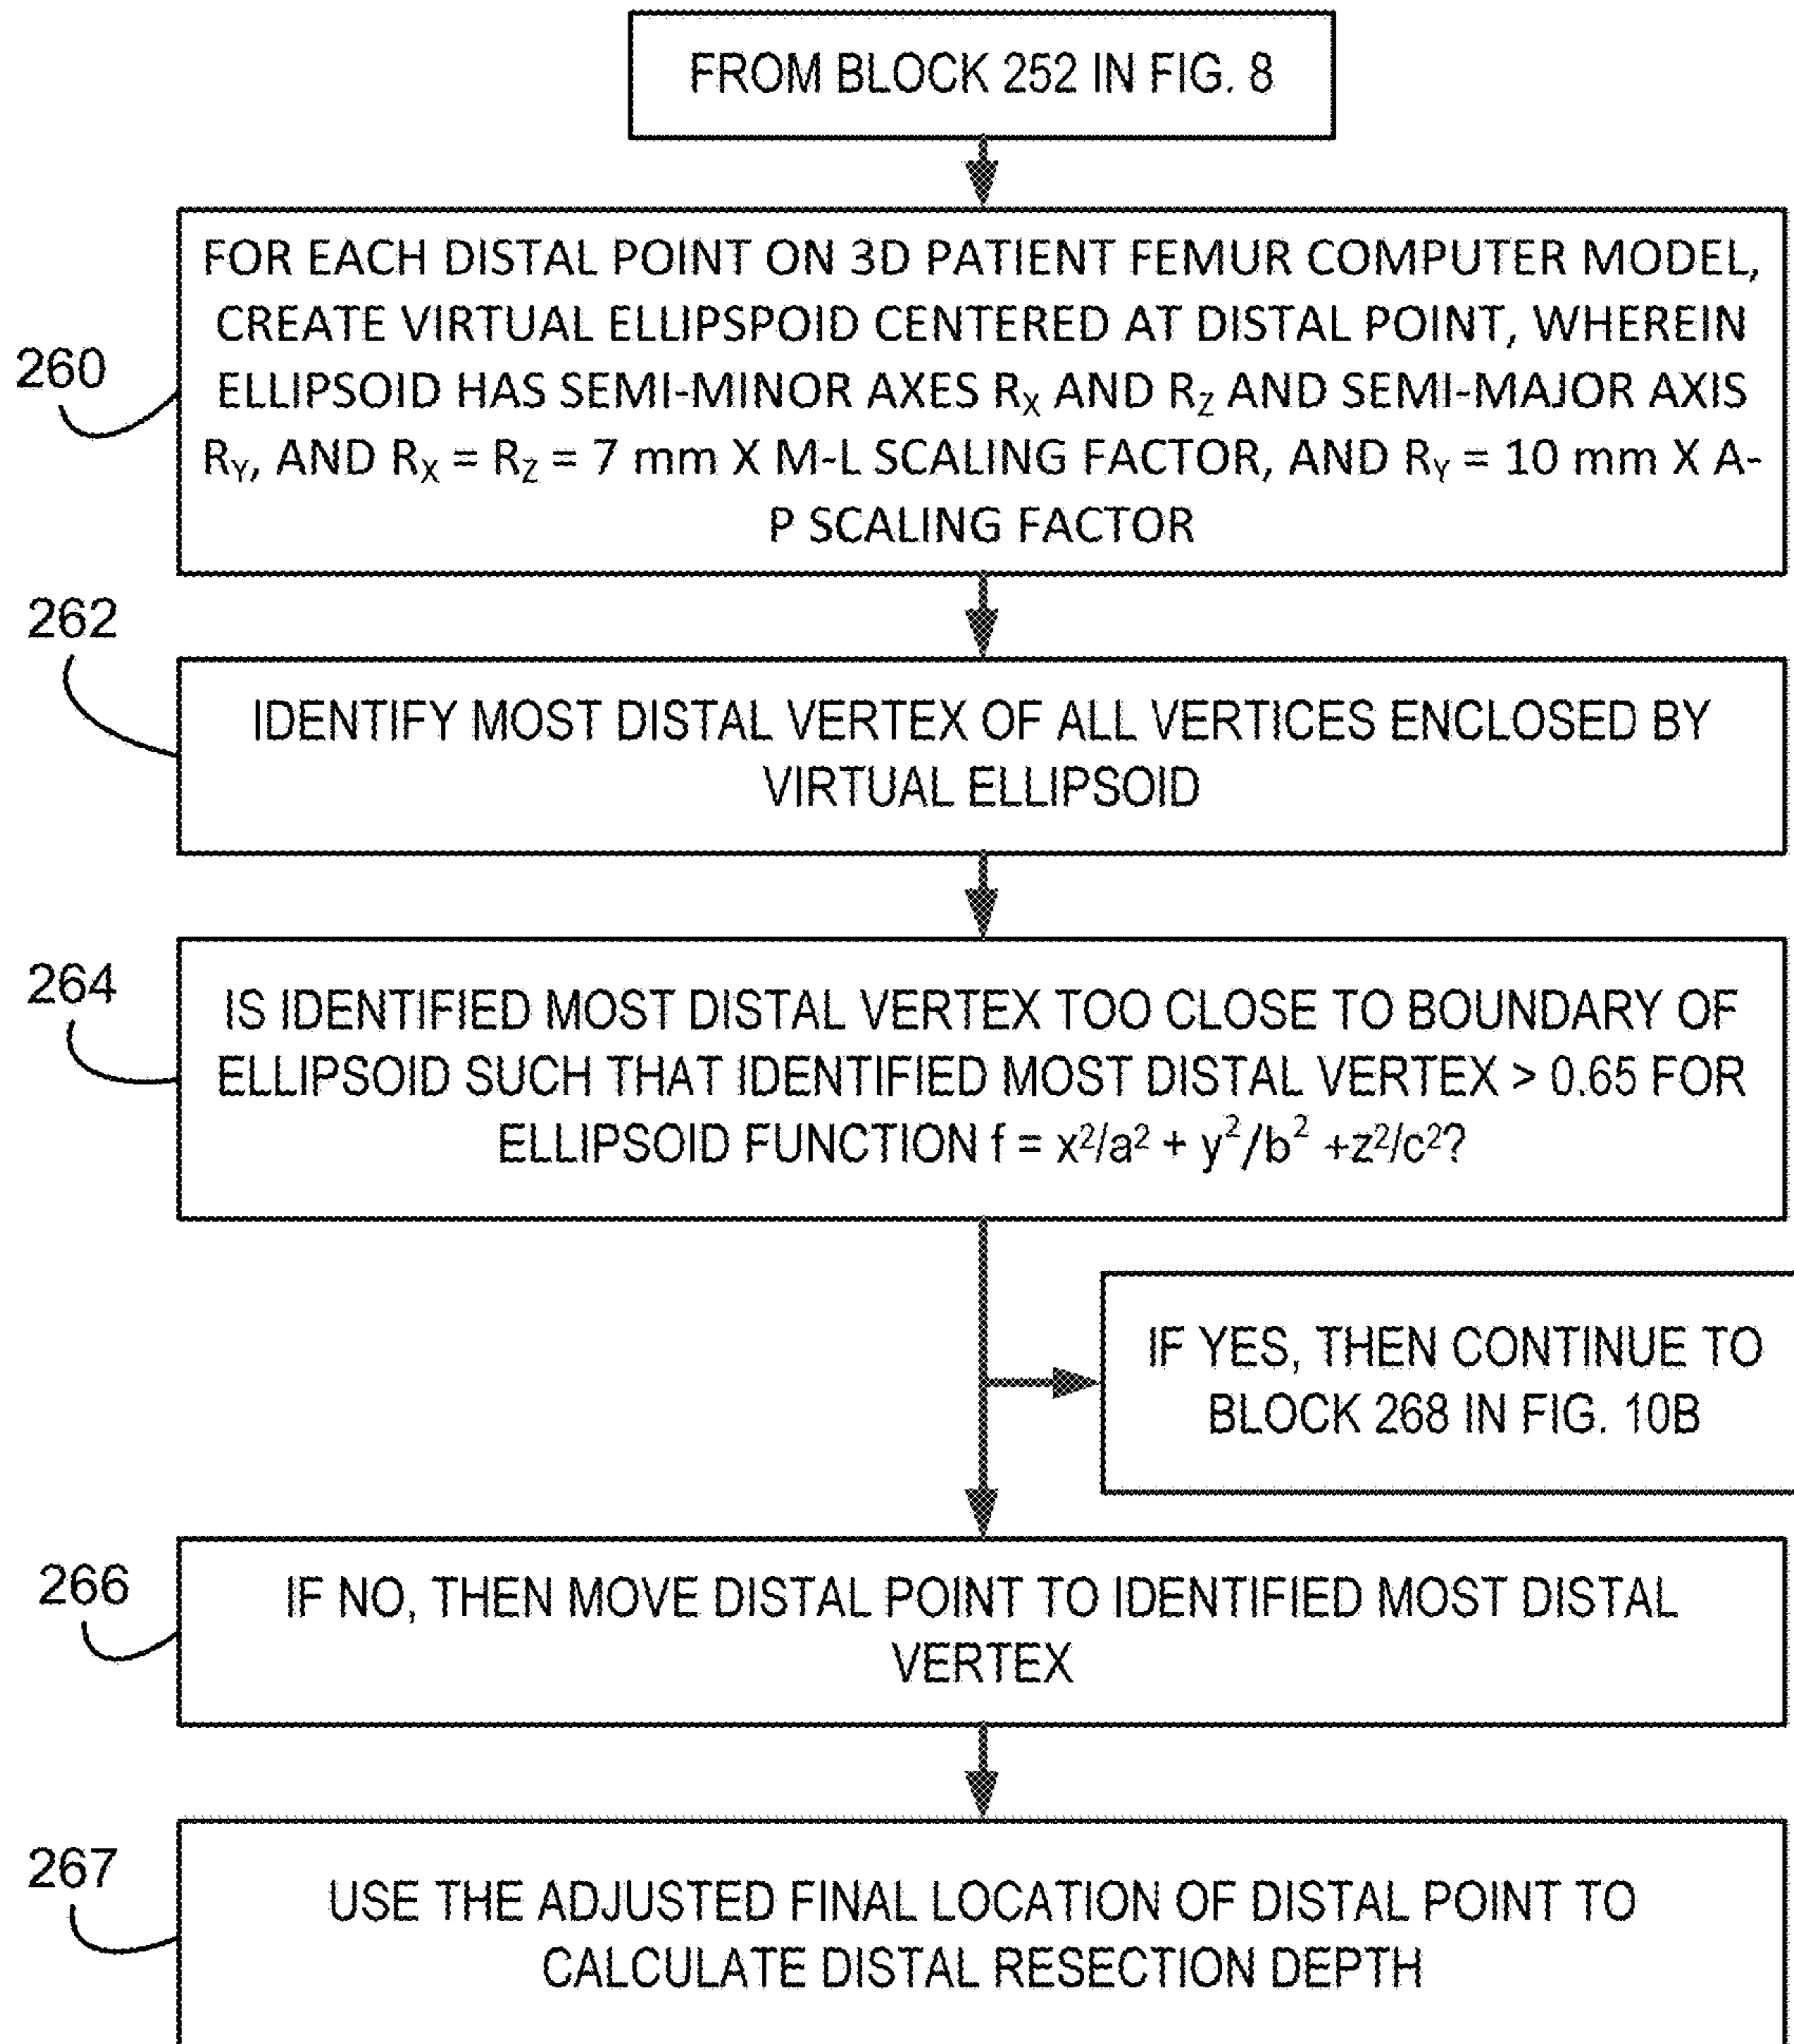 FROM BLOCK 252 IN FIG. 8
FOR EACH DISTAL POINT ON 3D PATIENT FEMUR COMPUTER MODEL,
CREATE VIRTUAL ELLIPSPOID CENTERED AT DISTAL POINT, WHEREIN
260
ELLIPSOID HAS SEMI-MINOR AXES RX AND RZ AND SEMI-MAJOR AXIS
RY, AND RX = RZ = 7 mm X M-L SCALING FACTOR, AND RY = 10 mm X A-
P SCALING FACTOR
262
IDENTIFY MOST DISTAL VERTEX OF ALL VERTICES ENCLOSED BY
VIRTUAL ELLIPSOID
264
IS IDENTIFIED MOST DISTAL VERTEX TOO CLOSE TO BOUNDARY OF
ELLIPSOID SUCH THAT IDENTIFIED MOST DISTAL VERTEX > 0.65 FOR
ELLIPSOID FUNCTION f = x²/a² + y²/b² +z²/c²?
IF YES, THEN CONTINUE TO
BLOCK 268 IN FIG. 10B
266
IF NO, THEN MOVE DISTAL POINT TO IDENTIFIED MOST DISTAL
VERTEX
267
USE THE ADJUSTED FINAL LOCATION OF DISTAL POINT TO
CALCULATE DISTAL RESECTION DEPTH